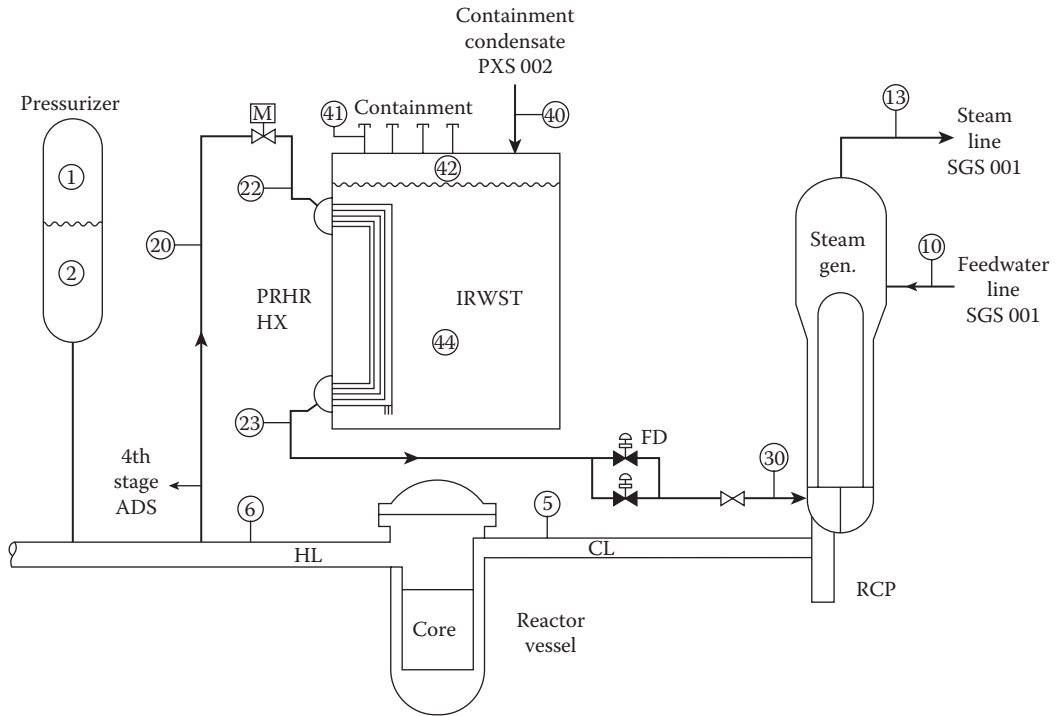 Containment
condensate
PXS 002
Pressurizer
M
41
Containment
40
13
Steam
line
SGS 001
1
42
22
20
Steam
gen.
10
Feedwater
line
SGS 001
2
PRHR
HX
IRWST
44
23
FD
4th
stage
ADS
30
6
5
HL
CL
RCP
Core
Reactor
vessel